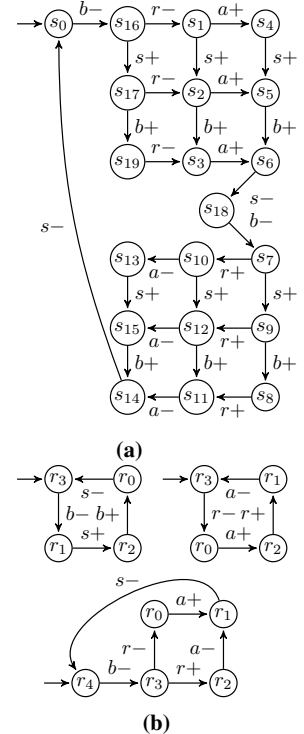 s₀ b− s₁₆ r− s₁ a+ s₄
s+ s+ s+
s₁₇ r− s₂ a+ s₅
b+ b+ b+
s₁₉ r− s₃ a+ s₆
s−
s₁₈ b−
s−
s₁₃ a− s₁₀ r+ s₇
s+ s+ s+
s₁₅ a− s₁₂ r+ s₉
b+ b+ b+
s₁₄ a− s₁₁ r+ s₈
(a)
r₃ s− r₀
b− b+
r₁ s+ r₂
r₃ a− r₁
r− r+
r₀ a+ r₂
s−
r₀ a+ r₁
r− a−
r₄ b− r₃ r+ r₂
(b)